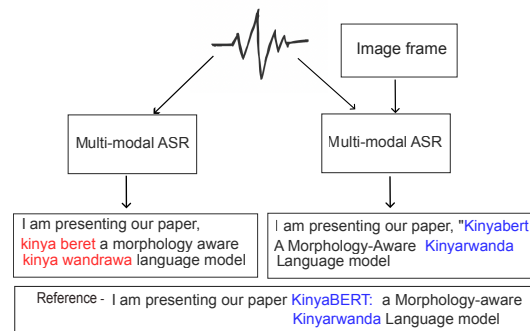 Image frame
Multi-modal ASR
Multi-modal ASR
I am presenting our paper,
kinya beret a morphology aware
kinya wandrawa language model
I am presenting our paper, "Kinyabert
A Morphology-Aware Kinyarwanda
Language model
Reference - I am presenting our paper KinyaBERT: a Morphology-aware
Kinyarwanda Language model